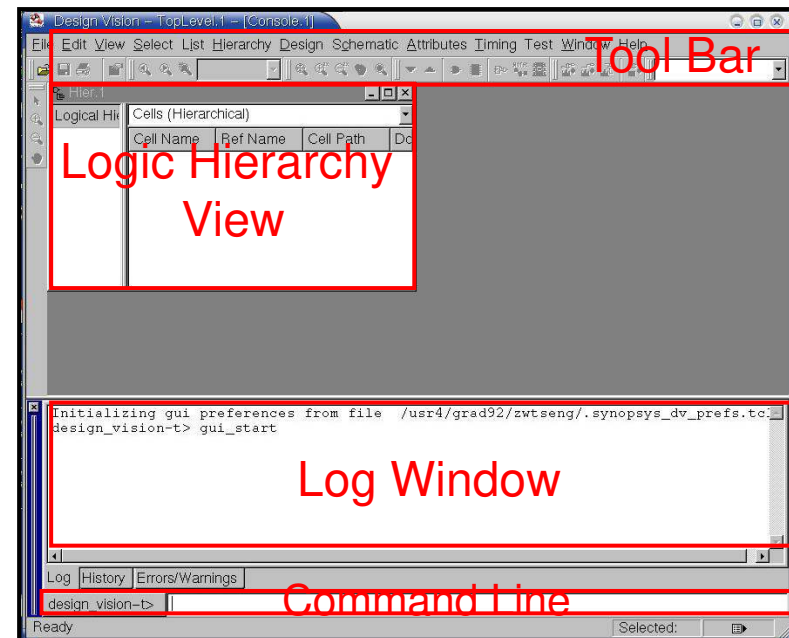 Design Vision – TopLevel.1 – [Console.1]
File Edit View Select List Hierarchy Design Schematic Attributes Timing Test Window Help
Tool Bar
Hier.1
Logical Hie
Cells (Hierarchical)
Cell Name Ref Name Cell Path Do
Logic Hierarchy
View
Initializing gui preferences from file /usr4/grad92/zwtseng/.synopsys_dv_prefs.tcl
design_vision-t> gui_start
Log Window
Log History Errors/Warnings
design_vision-t>
Command Line
Ready Selected: